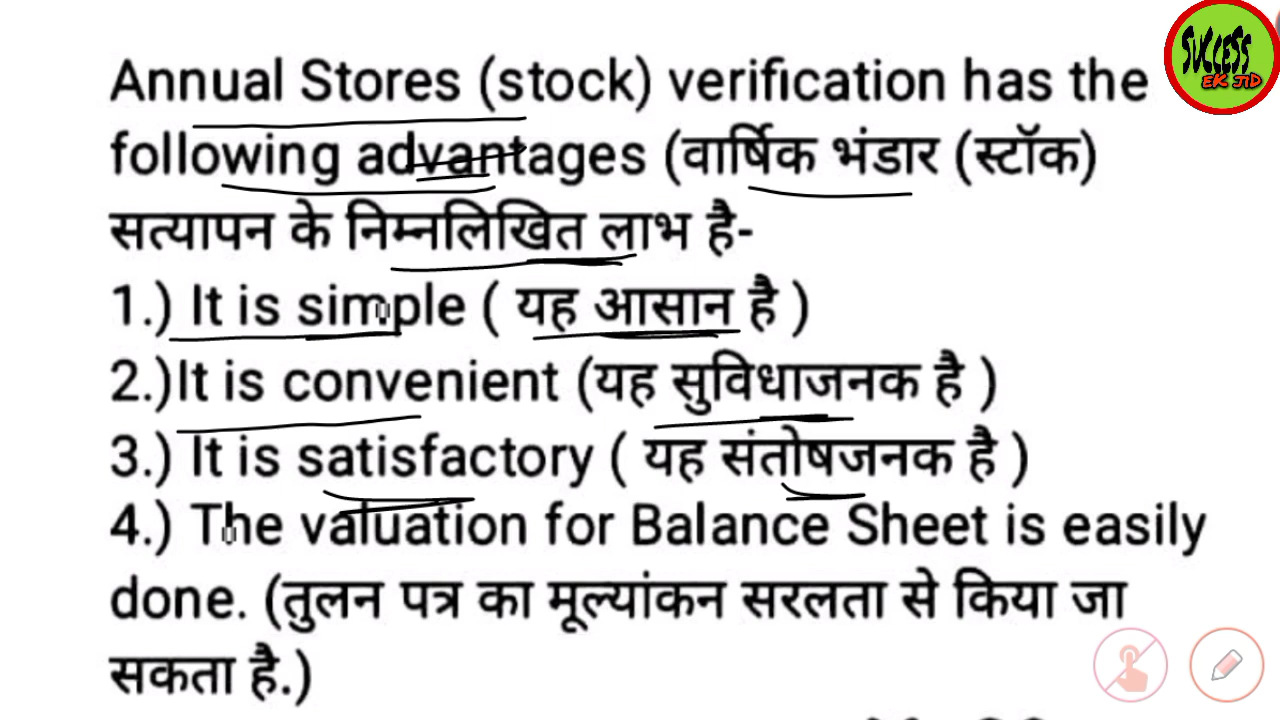 SUCCESS
EK JID
Annual Stores (stock) verification has the
following advantages (वार्षिक भंडार (स्टॉक)
सत्यापन के निम्नलिखित लाभ है-
1.) It is simple ( यह आसान है )
2.)It is convenient (यह सुविधाजनक है )
3.) It is satisfactory ( यह संतोषजनक है )
4.) The valuation for Balance Sheet is easily
done. (तुलन पत्र का मूल्यांकन सरलता से किया जा
सकता है.)